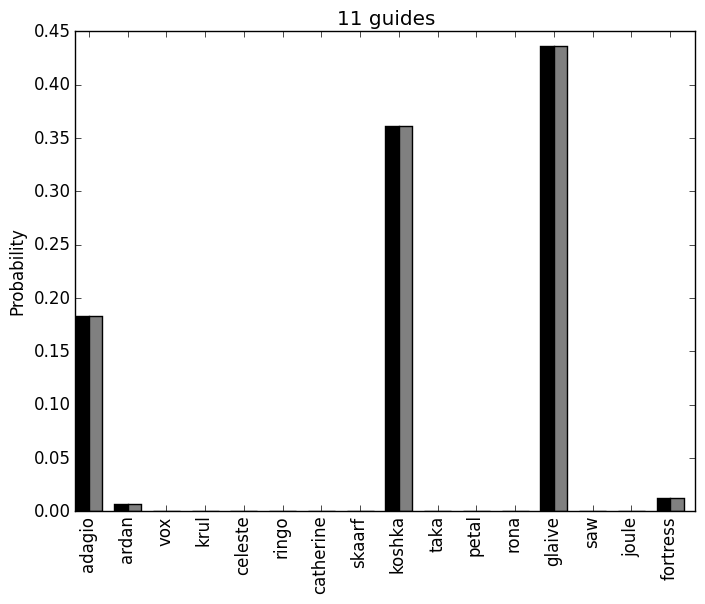 11 guides
Probability
0.45
0.40
0.35
0.30
0.25
0.20
0.15
0.10
0.05
0.00
adagio
ardan
vox
krul
celeste
ringo
catherine
skaarf
koshka
taka
petal
rona
glaive
saw
joule
fortress